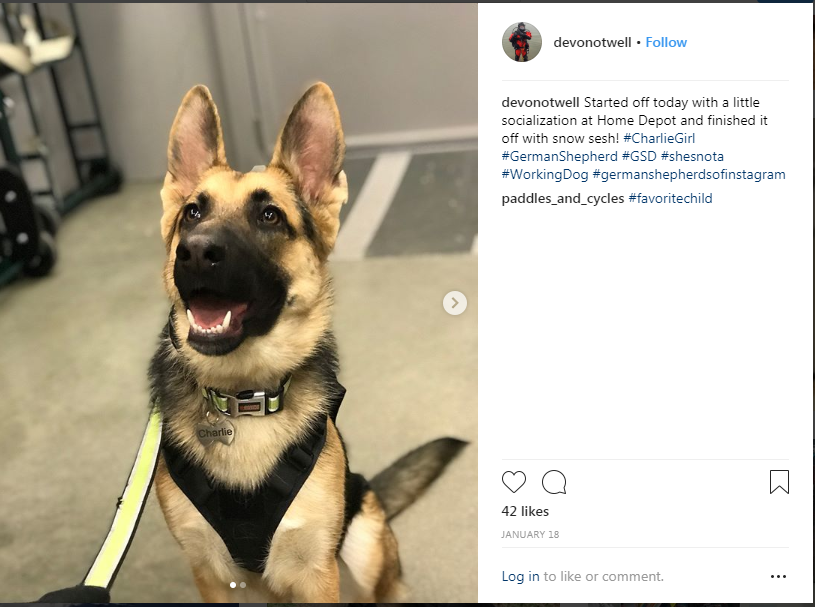 devonotwell • Follow
devonotwell Started off today with a little
socialization at Home Depot and finished it
off with snow sesh! #CharlieGirl
#GermanShepherd #GSD #shesnota
#WorkingDog #germanshepherdsofinstagram
paddles_and_cycles #favoritechild
Charlie
42 likes
JANUARY 18
Log in to like or comment.